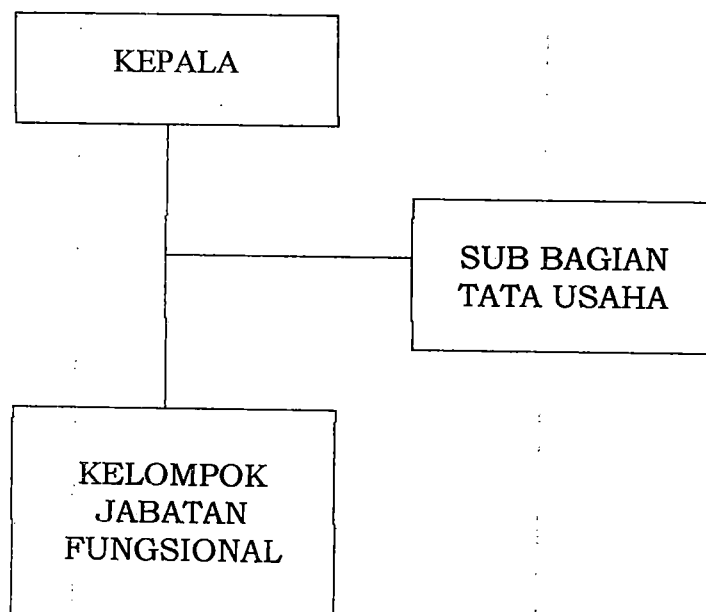 KEPALA
SUB BAGIAN
TATA USAHA
KELOMPOK
JABATAN
FUNGSIONAL